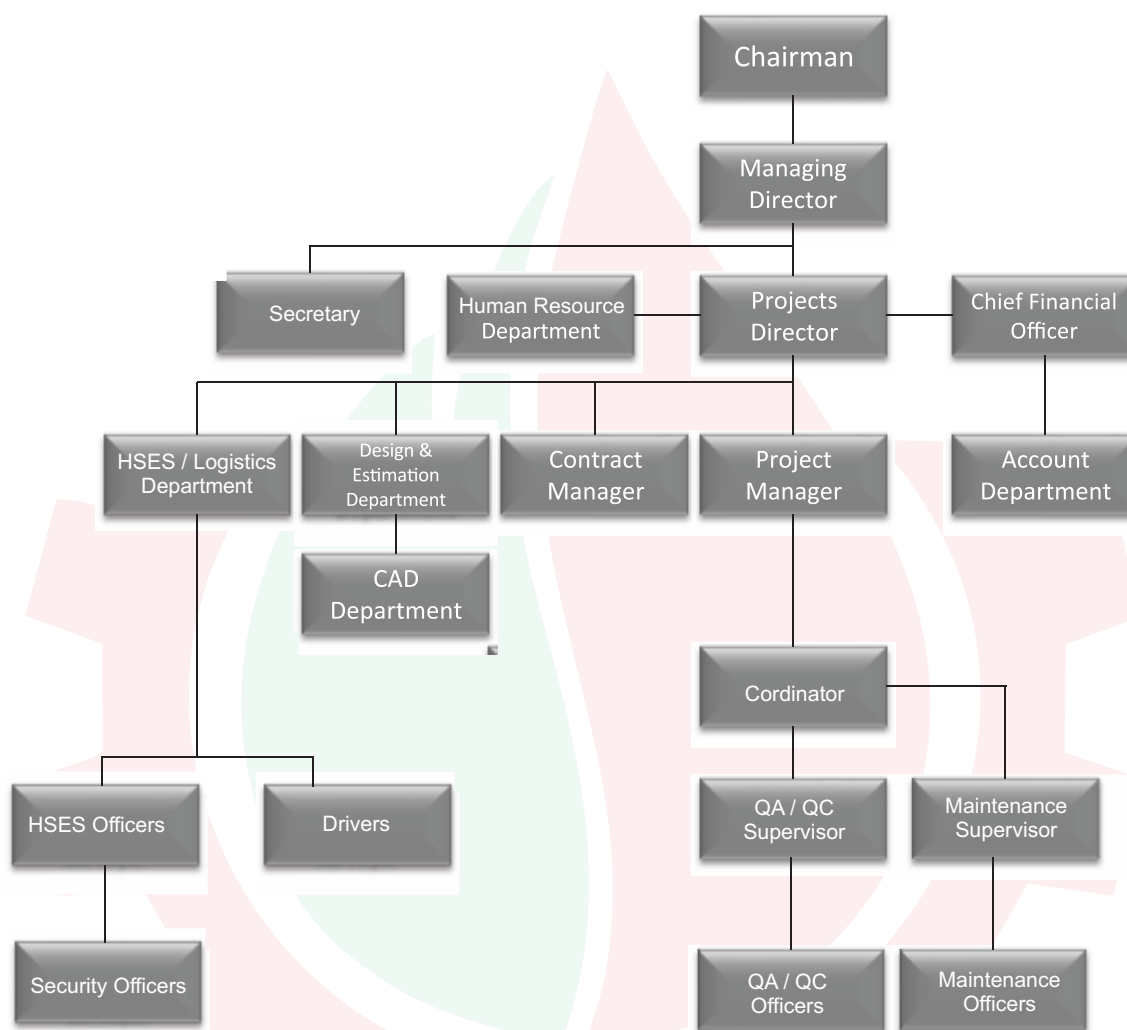 Chairman
Managing
Director
Secretary
Human Resource
Department
Projects
Director
Chief Financial
Officer
HSES / Logistics
Department
Design &
Estimation
Department
Contract
Manager
Project
Manager
Account
Department
CAD
Department
Cordinator
HSES Officers
Drivers
QA / QC
Supervisor
Maintenance
Supervisor
Security Officers
QA / QC
Officers
Maintenance
Officers